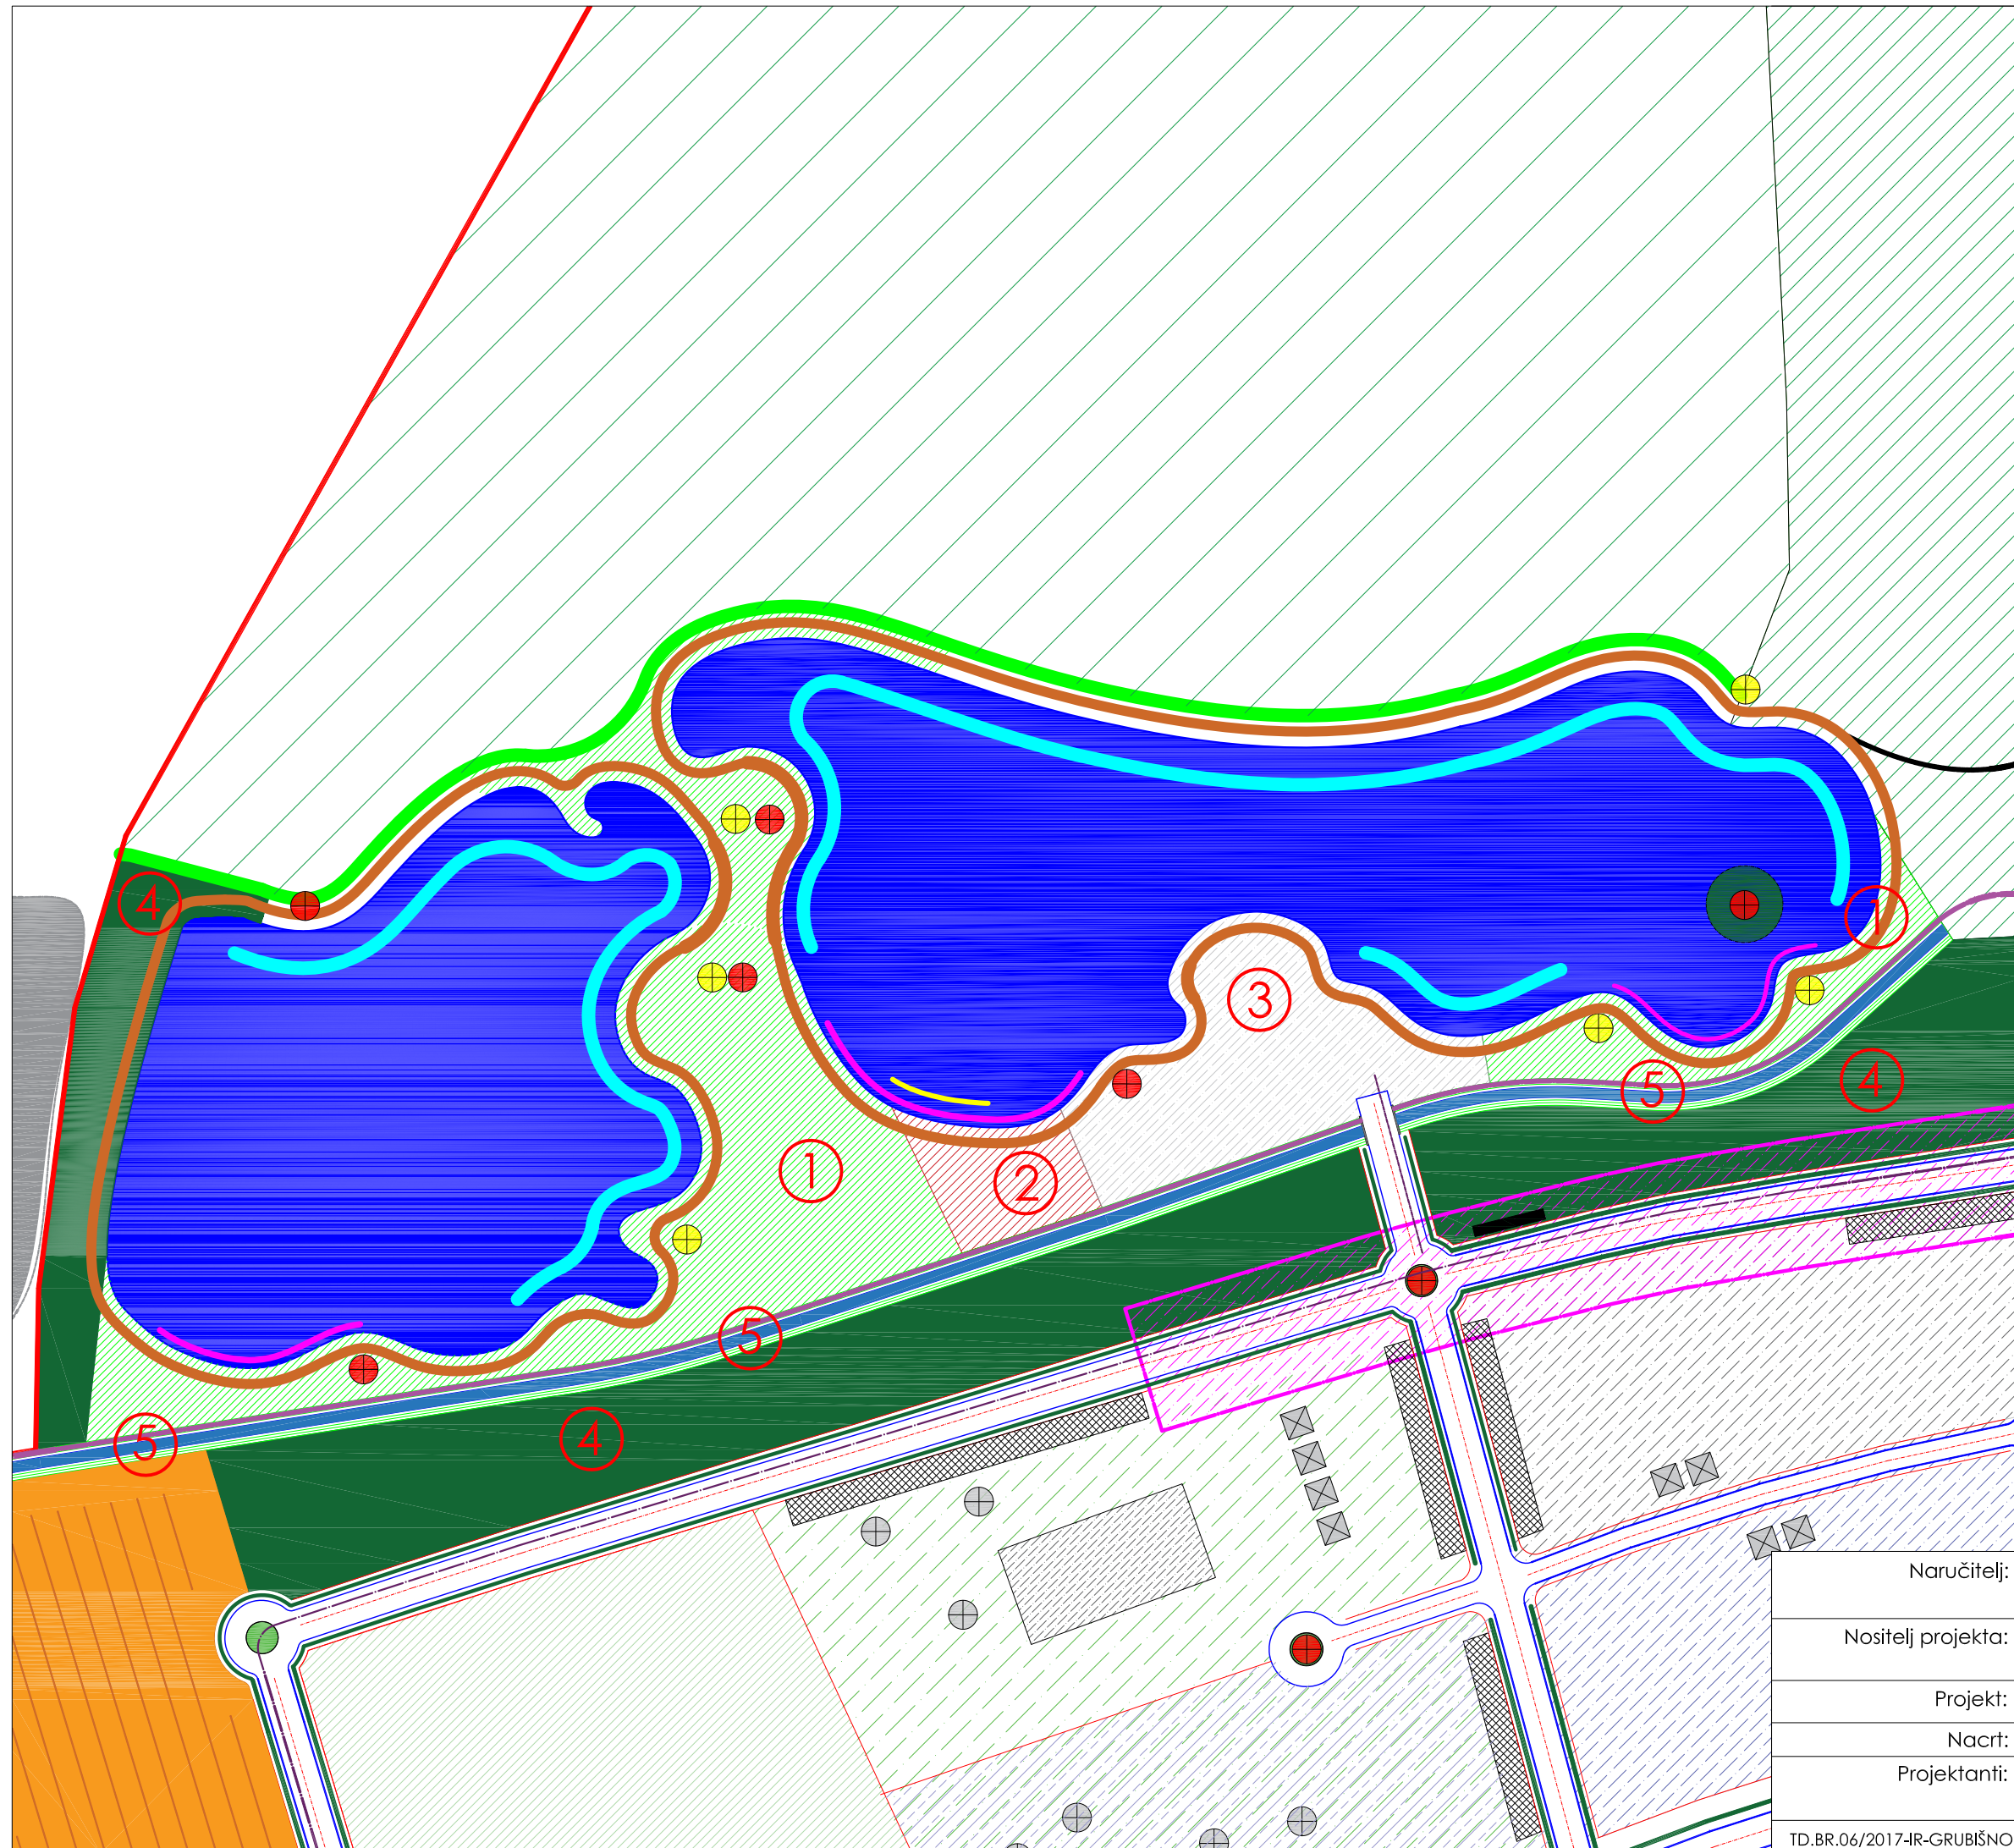 4
1
3
5
4
1
2
5
5
4
Naručitelj:
Nositelj projekta:
Projekt:
Nacrt:
Projektanti:
TD.BR.06/2017-IR-GRUBIŠNO